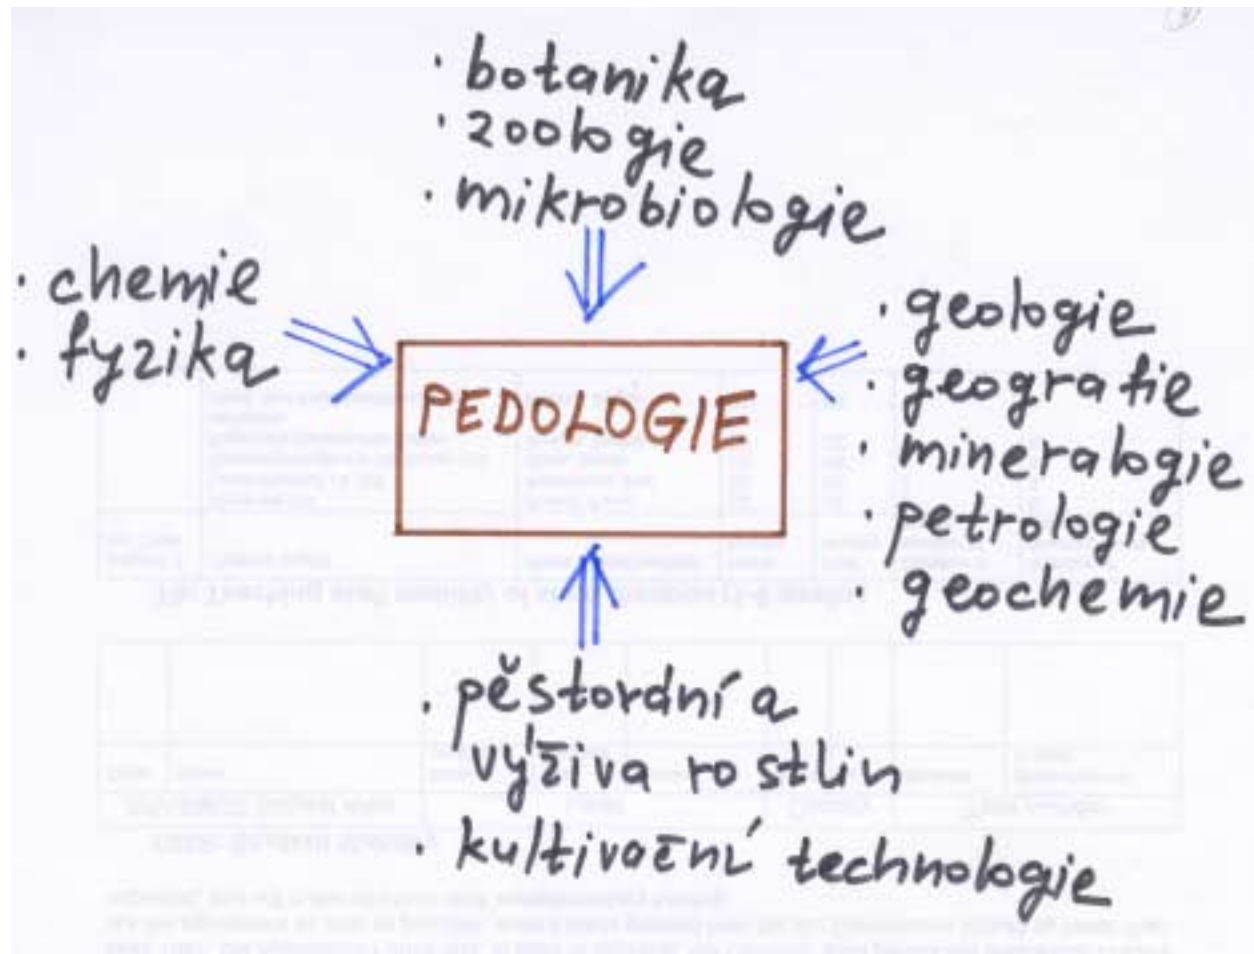 · botanika
· zoologie
· mikrobiologie
· chemie
· fyzika
PEDOLOGIE
· geologie
· geografie
· mineralogie
· petrologie
· geochemie
· pěstování a
výživa rostlin
· kultivační technologie